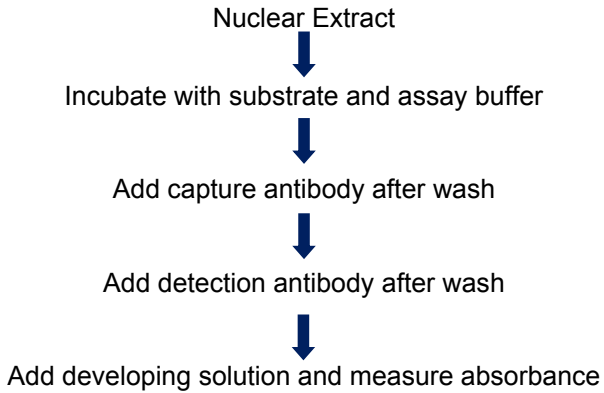 Nuclear Extract
Incubate with substrate and assay buffer
Add capture antibody after wash
Add detection antibody after wash
Add developing solution and measure absorbance